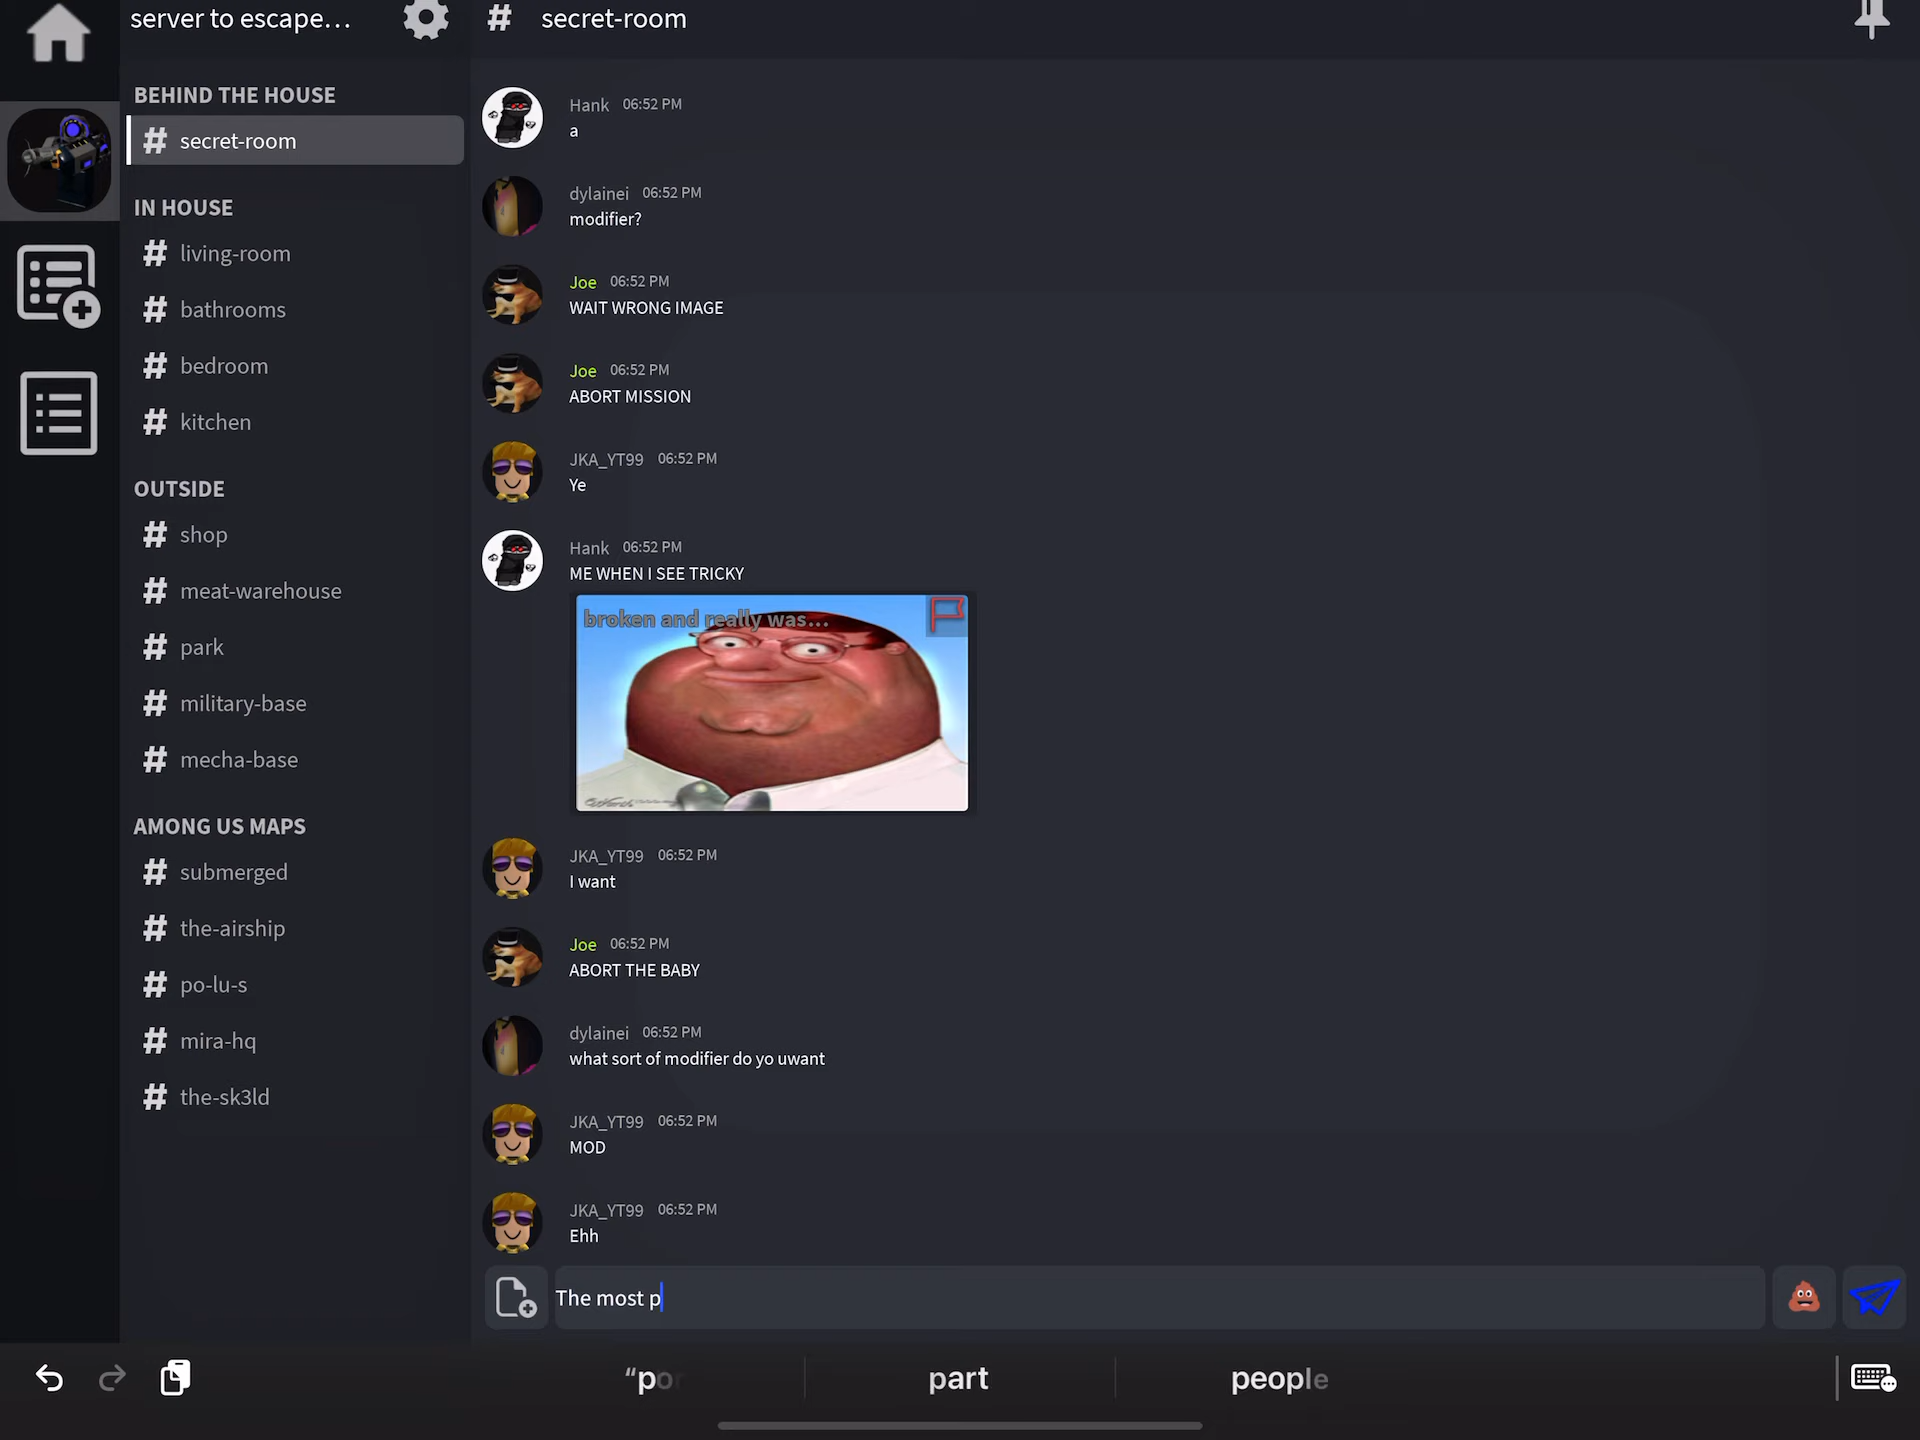 server to escape...
# secret-room
BEHIND THE HOUSE
# secret-room
IN HOUSE
# living-room
# bathrooms
# bedroom
# kitchen
OUTSIDE
# shop
# meat-warehouse
# park
# military-base
# mecha-base
AMONG US MAPS
# submerged
# the-airship
# po-lu-s
# mira-hq
# the-sk3ld
Hank 06:52 PM
a
dylainei 06:52 PM
modifier?
Joe 06:52 PM
WAIT WRONG IMAGE
Joe 06:52 PM
ABORT MISSION
JKA_YT99 06:52 PM
Ye
Hank 06:52 PM
ME WHEN I SEE TRICKY
broken and really was...
JKA_YT99 06:52 PM
I want
Joe 06:52 PM
ABORT THE BABY
dylainei 06:52 PM
what sort of modifier do yo uwant
JKA_YT99 06:52 PM
MOD
JKA_YT99 06:52 PM
Ehh
The most p
part
people